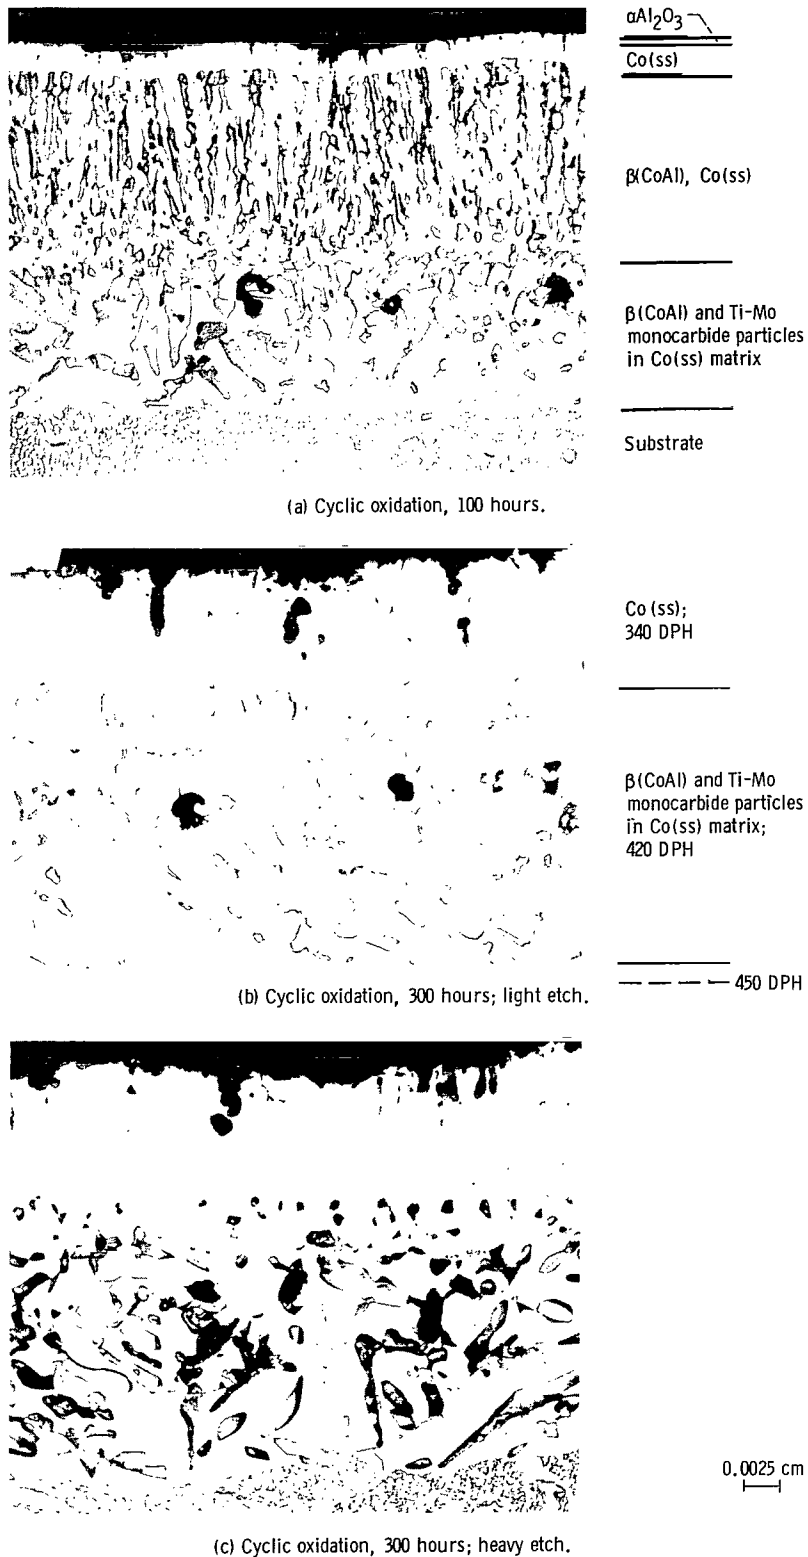 αAl2O3
Co(ss)
β(CoAl), Co(ss)
β(CoAl) and Ti-Mo
monocarbide particles
in Co(ss) matrix
Substrate
(a) Cyclic oxidation, 100 hours.
Co (ss);
340 DPH
β(CoAl) and Ti-Mo
monocarbide particles
in Co(ss) matrix;
420 DPH
450 DPH
(b) Cyclic oxidation, 300 hours; light etch.
0.0025 cm
(c) Cyclic oxidation, 300 hours; heavy etch.